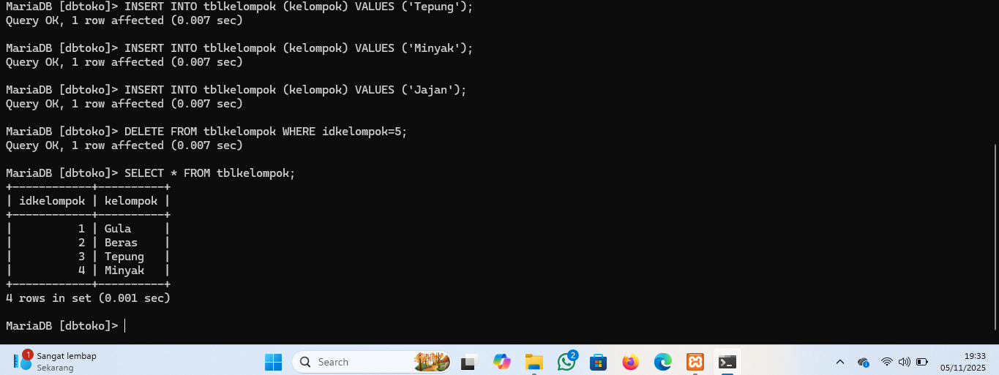 MariaDB [dbtoko]> INSERT INTO tblkelompok (kelompok) VALUES ('Tepung');
Query OK, 1 row affected (0.007 sec)
MariaDB [dbtoko]> INSERT INTO tblkelompok (kelompok) VALUES ('Minyak');
Query OK, 1 row affected (0.007 sec)
MariaDB [dbtoko]> INSERT INTO tblkelompok (kelompok) VALUES ('Jajan');
Query OK, 1 row affected (0.007 sec)
MariaDB [dbtoko]> DELETE FROM tblkelompok WHERE idkelompok=5;
Query OK, 1 row affected (0.007 sec)
MariaDB [dbtoko]> SELECT * FROM tblkelompok;
+------------+----------+
| idkelompok | kelompok |
+------------+----------+
|          1 | Gula     |
|          2 | Beras    |
|          3 | Tepung   |
|          4 | Minyak   |
+------------+----------+
4 rows in set (0.001 sec)
MariaDB [dbtoko]>
1
Sangat lembap
Sekarang
Search
2
19:33
05/11/2025